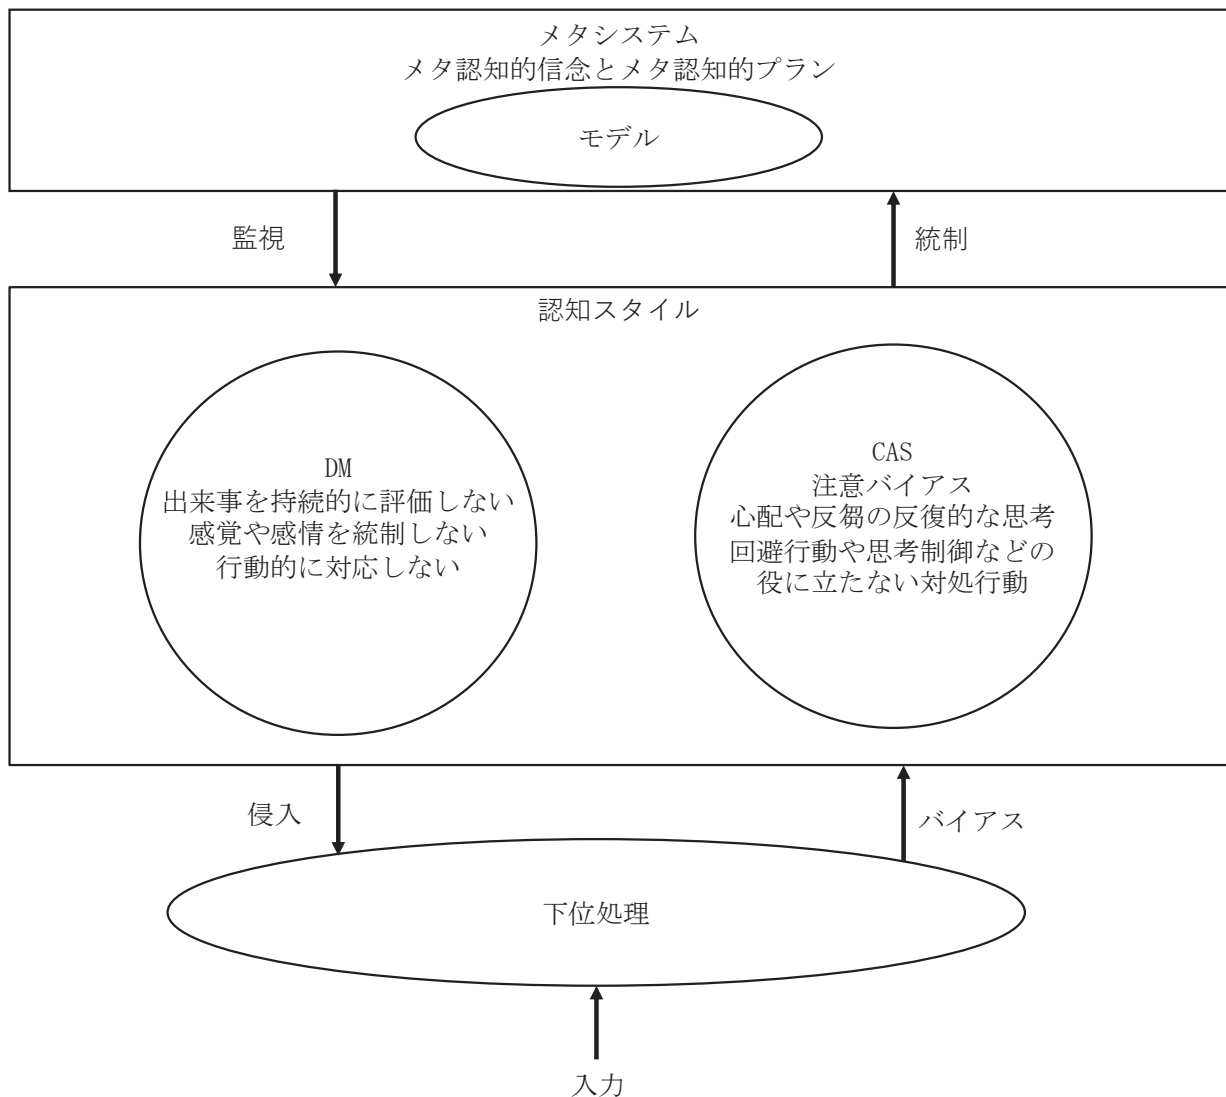 メタシステム
メタ認知的信念とメタ認知的プラン
モデル
監視
統制
認知スタイル
DM
出来事を持続的に評価しない
感覚や感情を統制しない
行動的に対応しない
CAS
注意バイアス
心配や反芻の反復的な思考
回避行動や思考制御などの
役に立たない対処行動
侵入
バイアス
下位処理
入力